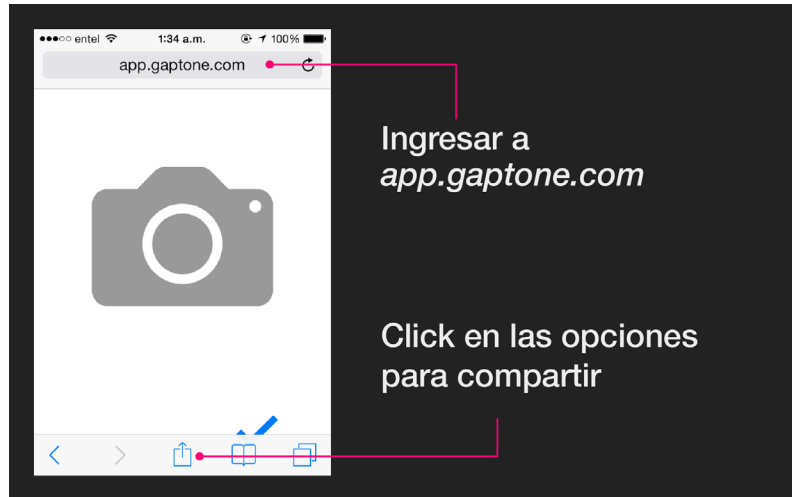 entel 1:34 a.m. 100%
app.gaptone.com
Ingresar a
app.gaptone.com
Click en las opciones
para compartir